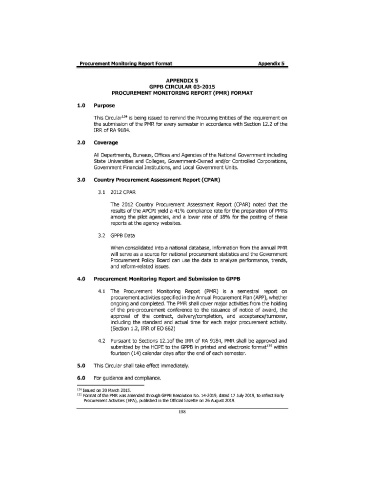 Procurement Monitoring Report Format Appendix 5
APPENDIX 5
GPPB CIRCULAR 03-2015
PROCUREMENT MONITORING REPORT (PMR) FORMAT
1.0 Purpose
This Circular is being issued to remind the Procuring Entities of the requirement on
the submission of the PMR for every semester in accordance with Section 12.2 of the
IRR of RA 9184.
2.0 Coverage
All Departments, Bureaus, Offices and Agencies of the National Government including
State Universities and Colleges, Government-Owned and/or Controlled Corporations,
Government Financial Institutions, and Local Government Units.
3.0 Country Procurement Assessment Report (CPAR)
3.1 2012 CPAR
The 2012 Country Procurement Assessment Report (CPAR) noted that the
results of the APCPI yield a 41% compliance rate for the preparation of PMRs
among the pilot agencies, and a lower rate of 18% for the posting of these
reports at the agency websites.
3.2 GPPB Data
When consolidated into a national database, information from the annual PMR
will serve as a source for national procurement statistics and the Government
Procurement Policy Board can use the data to analyze performance, trends,
and reform-related issues.
4.0 Procurement Monitoring Report and Submission to GPPB
4.1 The Procurement Monitoring Report (PMR) is a semestral report on
procurement activities specified in the Annual Procurement Plan (APP), whether
ongoing and completed. The PMR shall cover major activities from the holding
of the pre-procurement conference to the issuance of notice of award, the
approval of the contract, delivery/completion, and acceptance/turnover,
including the standard and actual time for each major procurement activity.
(Section 1.2, IRR of EO 662)
4.2 Pursuant to Sections 12.1of the IRR of RA 9184, PMR shall be approved and
submitted by the HOPE to the GPPB in printed and electronic format within
fourteen (14) calendar days after the end of each semester.
5.0 This Circular shall take effect immediately.
6.0 For guidance and compliance.
Issued on 20 March 2015.
Format of the PMR was amended through GPPB Resolution No. 14-2019, dated 17 July 2019, to reflect Early
Procurement Activities (EPA), published in the Official Gazette on 26 August 2019.